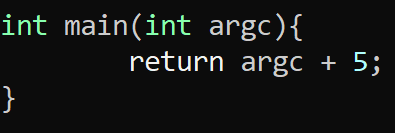 int main(int argc){
        return argc + 5;
}